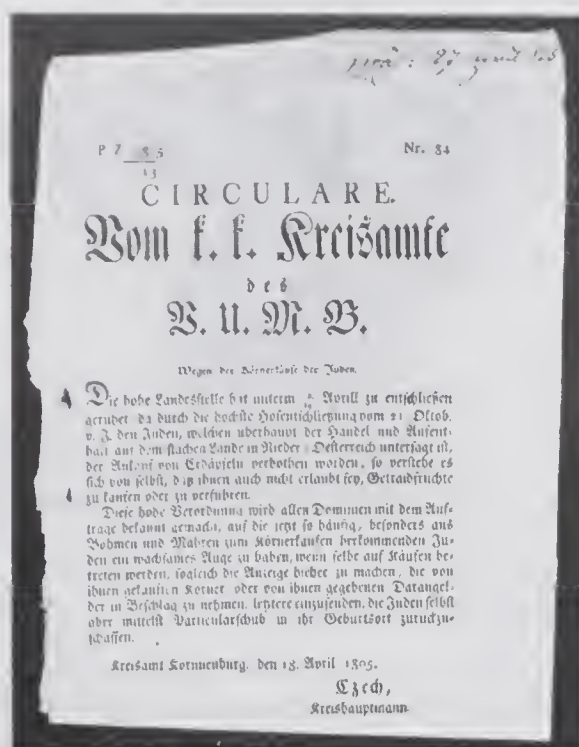 Nr. 84
CIRCULARE.
Vom k. k. Kreisamte
des
V. U. M. B.
Wegen der Körnerkäufe der Juden.
Die hohe Landesstelle hat unterm Aprill zu entschließen
geruhet da durch die höchste Hofentschließung vom 21 Oktob.
v. J. den Juden, welchen überhaupt der Handel und Aufent-
halt auf dem flachen Lande in Nieder-Oesterreich untersagt ist,
der Ankauf von Erdäpfeln verbothen worden, so verstehe es
sich von selbst, daß ihnen auch nicht erlaubt sey, Getraidfrüchte
zu kaufen oder zu verführen.
Diese hohe Verordnung wird allen Dominien mit dem Auf-
trage bekannt gemacht, auf die jetzt so häufig, besonders aus
Böhmen und Mähren zum Körnerkaufen herkommenden Ju-
den ein wachsames Auge zu haben, wenn selbe auf Käufen be-
treten werden, sogleich die Anzeige hieher zu machen, die von
ihnen gekauften Körner oder von ihnen gegebenen Darangel-
der in Beschlag zu nehmen, letztere einzusenden, die Juden selbst
aber mittelst Partikularschub in ihr Geburtsort zurückzu-
schaffen.
Kreisamt Kornneuburg, den 18. April 1805.
Czech,
Kreishauptmann